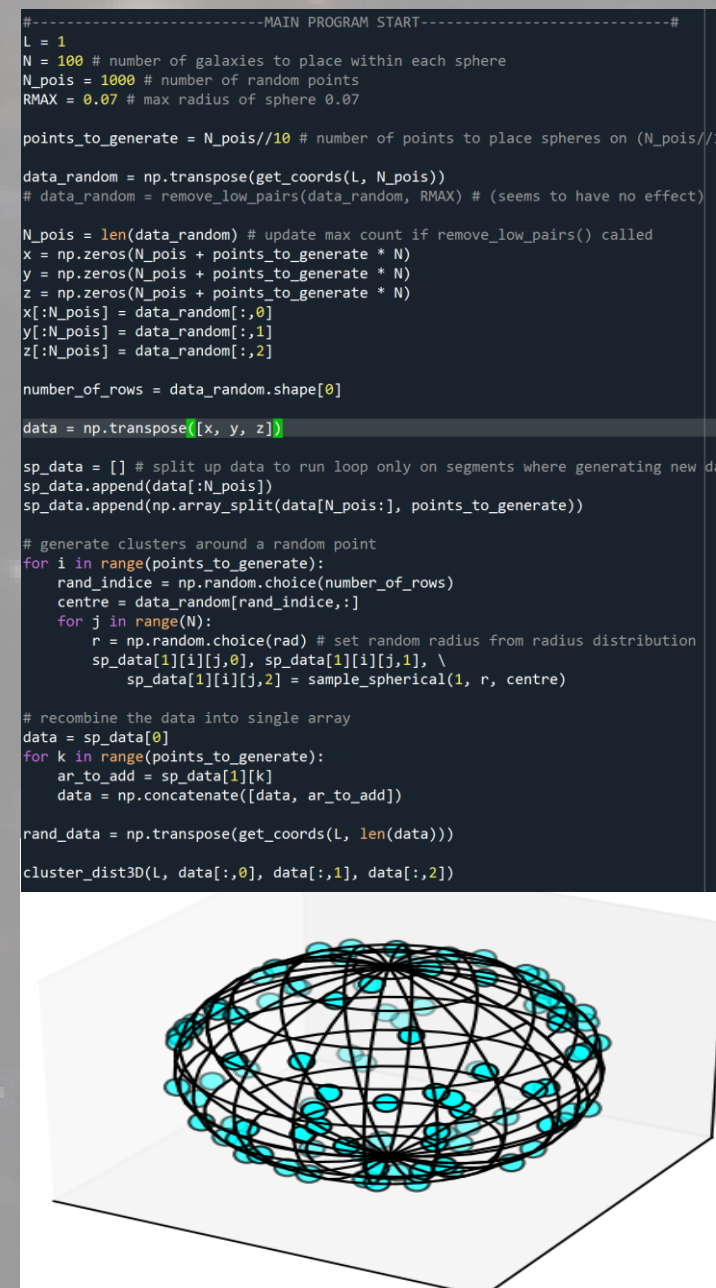 #---------------------------MAIN PROGRAM START-----------------------------#
L = 1
N = 100 # number of galaxies to place within each sphere
N_pois = 1000 # number of random points
RMAX = 0.07 # max radius of sphere 0.07
points_to_generate = N_pois//10 # number of points to place spheres on (N_pois//
data_random = np.transpose(get_coords(L, N_pois))
# data_random = remove_low_pairs(data_random, RMAX) # (seems to have no effect)
N_pois = len(data_random) # update max count if remove_low_pairs() called
x = np.zeros(N_pois + points_to_generate * N)
y = np.zeros(N_pois + points_to_generate * N)
z = np.zeros(N_pois + points_to_generate * N)
x[:N_pois] = data_random[:,0]
y[:N_pois] = data_random[:,1]
z[:N_pois] = data_random[:,2]
number_of_rows = data_random.shape[0]
data = np.transpose([x, y, z])
sp_data = [] # split up data to run loop only on segments where generating new da
sp_data.append(data[:N_pois])
sp_data.append(np.array_split(data[N_pois:], points_to_generate))
# generate clusters around a random point
for i in range(points_to_generate):
    rand_indice = np.random.choice(number_of_rows)
    centre = data_random[rand_indice,:]
    for j in range(N):
        r = np.random.choice(rad) # set random radius from radius distribution
        sp_data[1][i][j,0], sp_data[1][i][j,1], \
            sp_data[1][i][j,2] = sample_spherical(1, r, centre)
# recombine the data into single array
data = sp_data[0]
for k in range(points_to_generate):
    ar_to_add = sp_data[1][k]
    data = np.concatenate([data, ar_to_add])
rand_data = np.transpose(get_coords(L, len(data)))
cluster_dist3D(L, data[:,0], data[:,1], data[:,2])